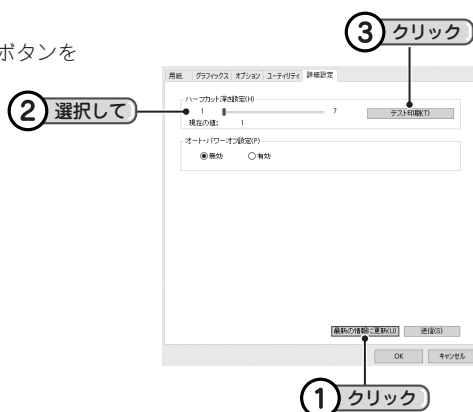 ③ クリック
ボタンを
用紙 グラフィックス オプション ユーティリティ 詳細設定
ハーフカット深さ設定(H)
② 選択して
1 7 テスト印刷(T)
現在の値: 1
オート・パワーオフ設定(P)
無効 有効
最新の情報に更新(U) 送信(S)
OK キャンセル
① クリック